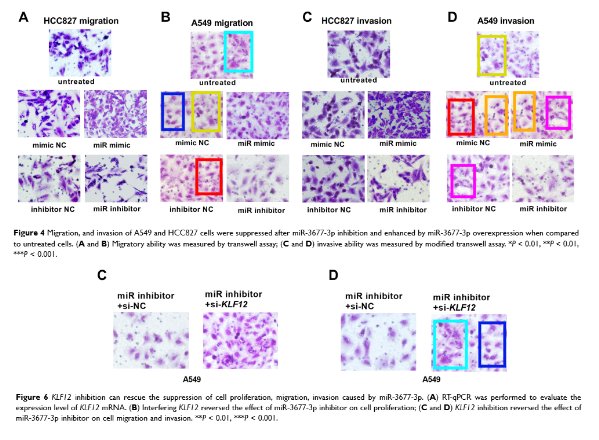 A
HCC827 migration
untreated
mimic NC
miR mimic
inhibitor NC
miR inhibitor
B
A549 migration
untreated
mimic NC
miR mimic
inhibitor NC
miR inhibitor
C
HCC827 invasion
untreated
mimic NC
miR mimic
inhibitor NC
miR inhibitor
D
A549 invasion
untreated
mimic NC
miR mimic
inhibitor NC
miR inhibitor
Figure 4 Migration, and invasion of A549 and HCC827 cells were suppressed after miR-3677-3p inhibition and enhanced by miR-3677-3p overexpression when compared
to untreated cells. (A and B) Migratory ability was measured by transwell assay; (C and D) invasive ability was measured by modified transwell assay. *P < 0.01, **P < 0.01,
***P < 0.001.
C
miR inhibitor
+si-NC
miR inhibitor
+si-KLF12
A549
D
miR inhibitor
+si-NC
miR inhibitor
+si-KLF12
A549
Figure 6 KLF12 inhibition can rescue the suppression of cell proliferation, migration, invasion caused by miR-3677-3p. (A) RT-qPCR was performed to evaluate the
expression level of KLF12 mRNA. (B) Interfering KLF12 reversed the effect of miR-3677-3p inhibitor on cell proliferation; (C and D) KLF12 inhibition reversed the effect of
miR-3677-3p inhibitor on cell migration and invasion. **P < 0.01, ***P < 0.001.